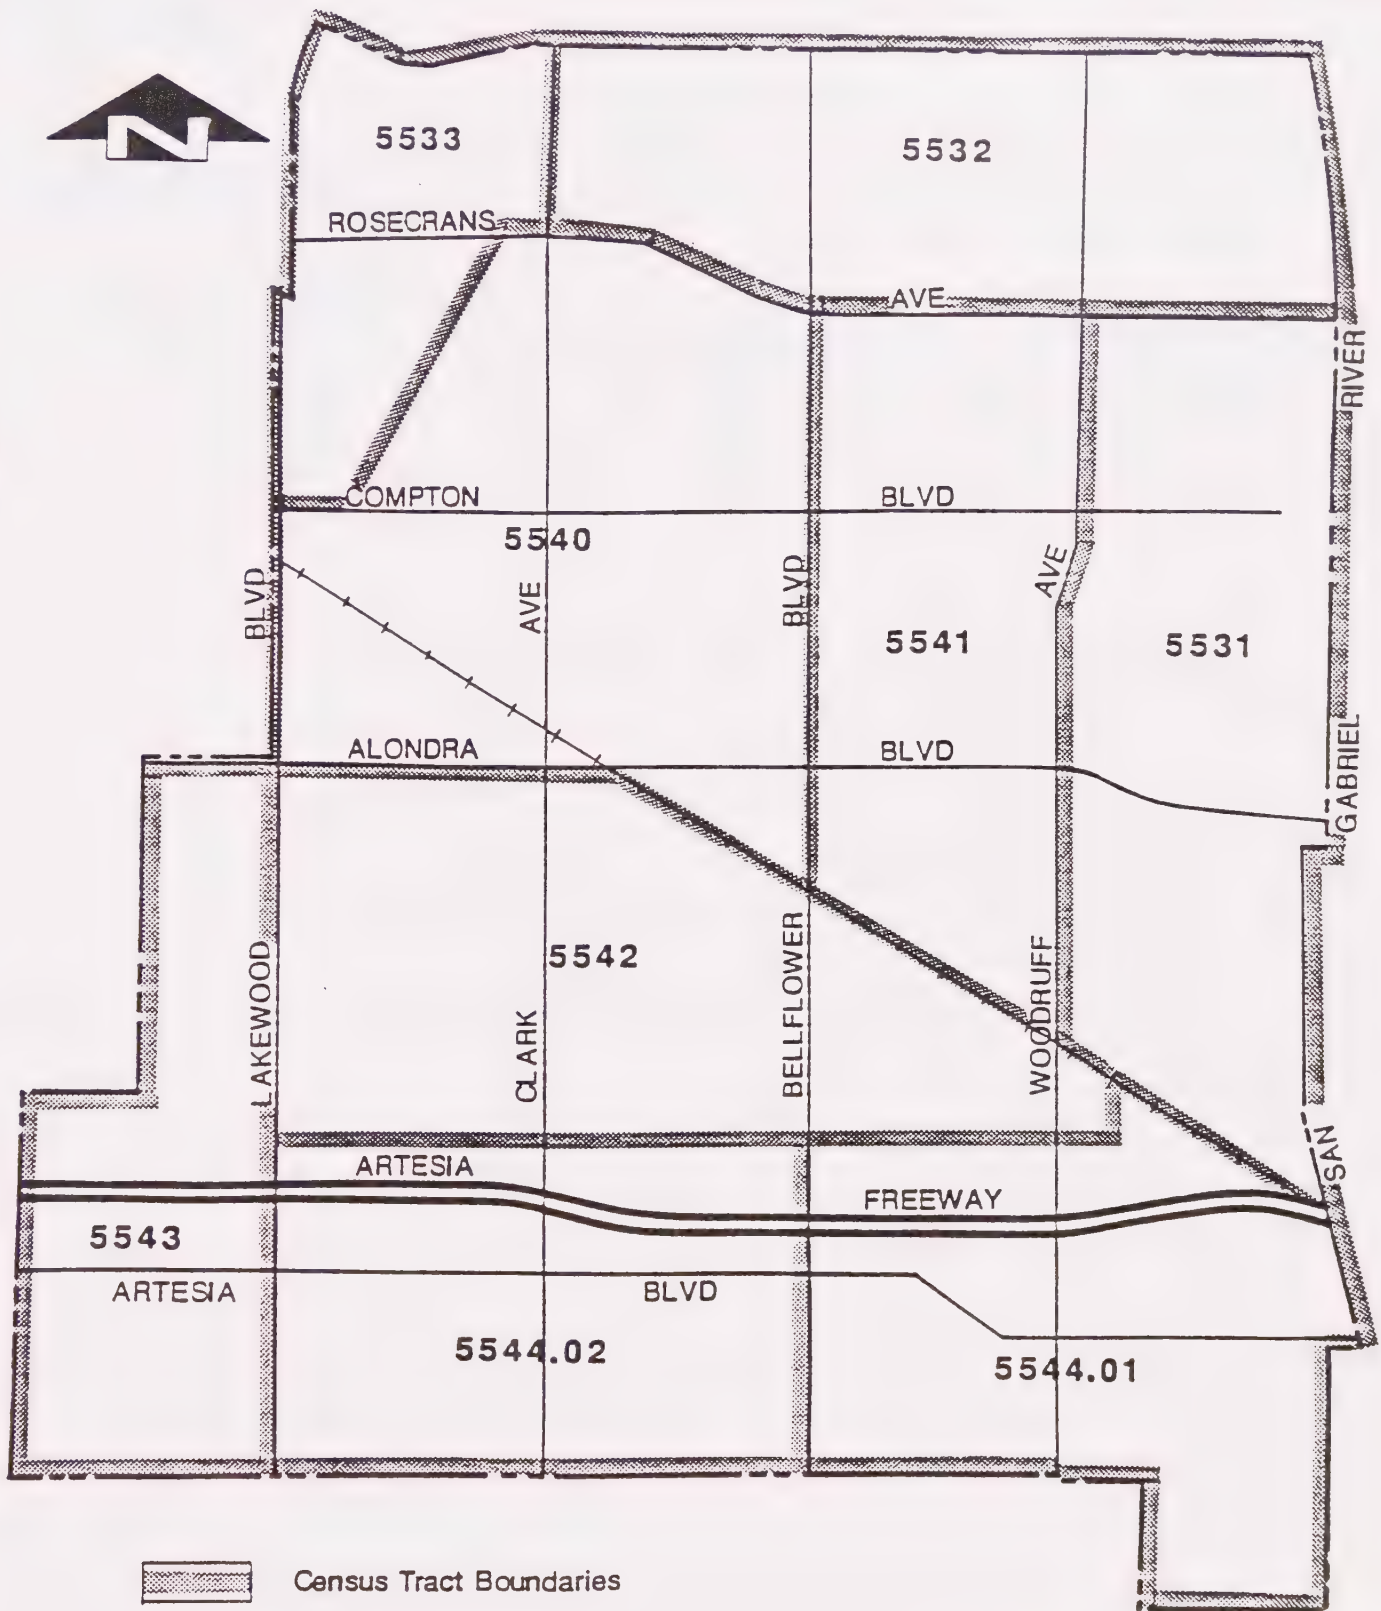 N
5533
5532
ROSECRANS
AVE
RIVER
COMPTON
BLVD
5540
BLVD
AVE
BLVD
AVE
5541
5531
ALONDRA
BLVD
GABRIEL
LAKEWOOD
CLARK
5542
BELLFLOWER
WOODRUFF
SAN
ARTESIA
FREEWAY
5543
ARTESIA
BLVD
5544.02
5544.01
Census Tract Boundaries